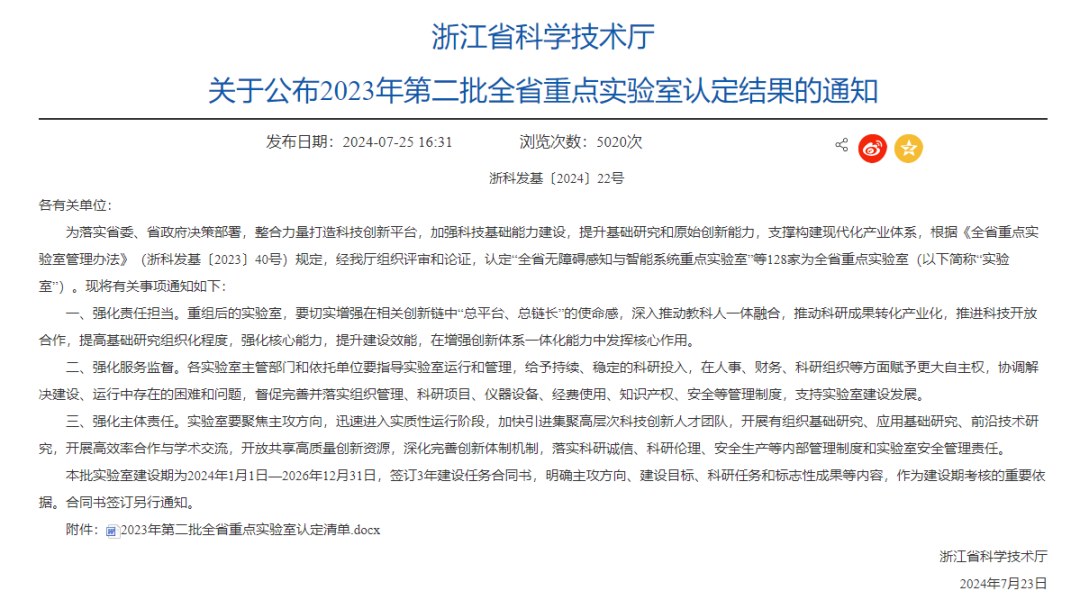 浙江省科学技术厅
关于公布2023年第二批全省重点实验室认定结果的通知
发布日期：2024-07-25 16:31 浏览次数：5020次
浙科发基〔2024〕22号
各有关单位：
为落实省委、省政府决策部署，整合力量打造科技创新平台，加强科技基础能力建设，提升基础研究和原始创新能力，支撑构建现代化产业体系，根据《全省重点实
验室管理办法》（浙科发基〔2023〕40号）规定，经我厅组织评审和论证，认定“全省无障碍感知与智能系统重点实验室”等128家为全省重点实验室（以下简称“实验
室”）。现将有关事项通知如下：
一、强化责任担当。重组后的实验室，要切实增强在相关创新链中“总平台、总链长”的使命感，深入推动教科人一体融合，推动科研成果转化产业化，推进科技开放
合作，提高基础研究组织化程度，强化核心能力，提升建设效能，在增强创新体系一体化能力中发挥核心作用。
二、强化服务监督。各实验室主管部门和依托单位要指导实验室运行和管理，给予持续、稳定的科研投入，在人事、财务、科研组织等方面赋予更大自主权，协调解
决建设、运行中存在的困难和问题，督促完善并落实组织管理、科研项目、仪器设备、经费使用、知识产权、安全等管理制度，支持实验室建设发展。
三、强化主体责任。实验室要聚焦主攻方向，迅速进入实质性运行阶段，加快引进集聚高层次科技创新人才团队，开展有组织基础研究、应用基础研究、前沿技术研
究，开展高效率合作与学术交流，开放共享高质量创新资源，深化完善创新体制机制，落实科研诚信、科研伦理、安全生产等内部管理制度和实验室安全管理责任。
本批实验室建设期为2024年1月1日—2026年12月31日，签订3年建设任务合同书，明确主攻方向、建设目标、科研任务和标志性成果等内容，作为建设期考核的重要依
据。合同书签订另行通知。
附件：2023年第二批全省重点实验室认定清单.docx
浙江省科学技术厅
2024年7月23日